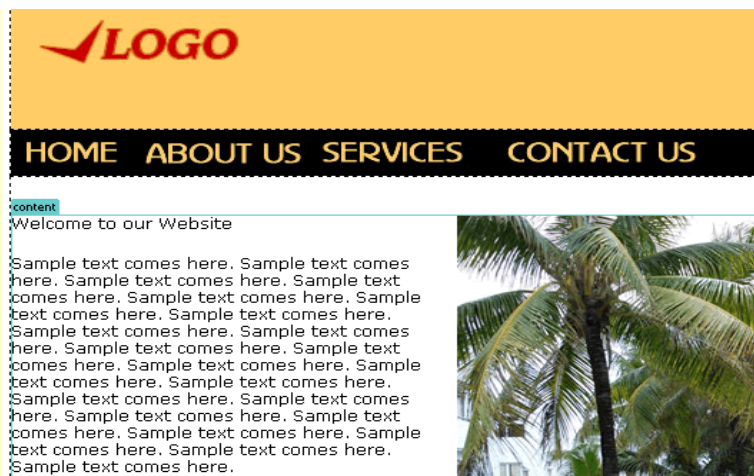 LOGO
HOME ABOUT US SERVICES CONTACT US
content
Welcome to our Website
Sample text comes here. Sample text comes
here. Sample text comes here. Sample text
comes here. Sample text comes here. Sample
text comes here. Sample text comes here.
Sample text comes here. Sample text comes
here. Sample text comes here. Sample text
comes here. Sample text comes here. Sample
text comes here. Sample text comes here.
Sample text comes here. Sample text comes
here. Sample text comes here. Sample text
comes here. Sample text comes here. Sample
text comes here. Sample text comes here.
Sample text comes here.